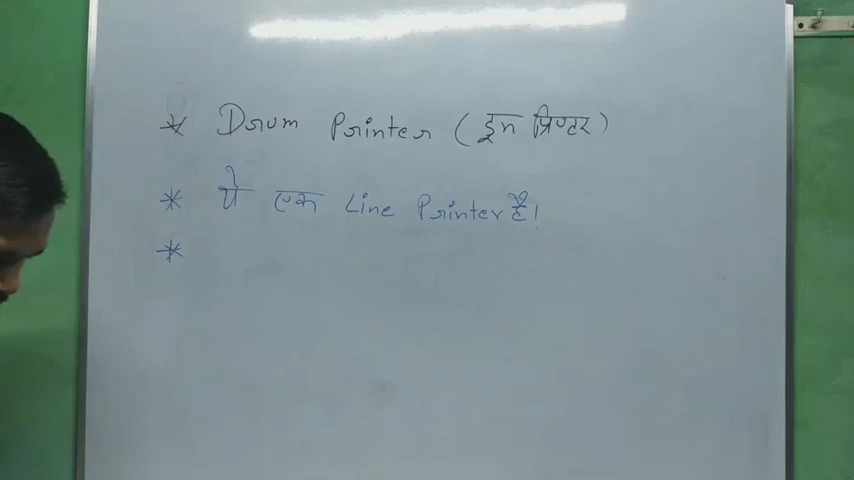 * Drum Printer (ड्रम प्रिण्टर)
* ये एक Line Printer है।
*